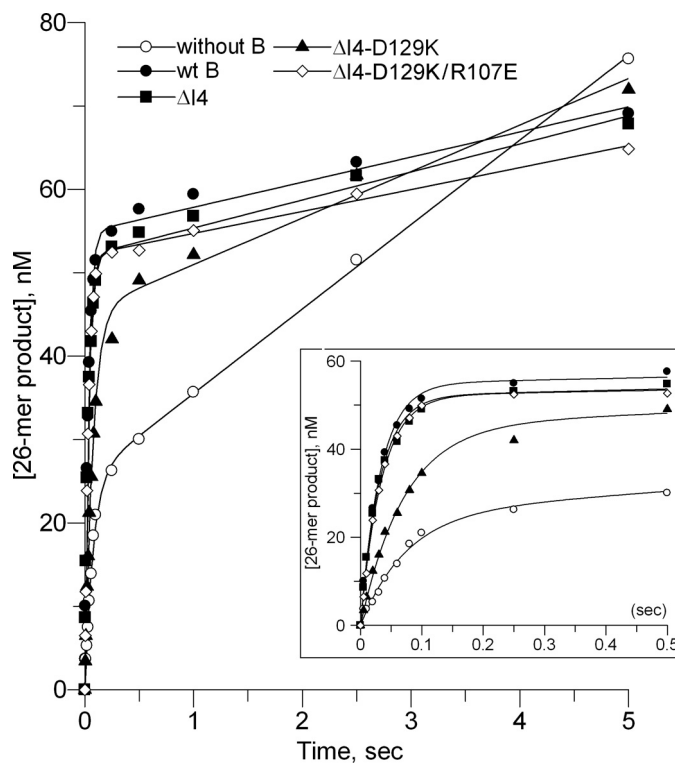 80
without B
ΔI4-D129K
wt B
ΔI4-D129K/R107E
ΔI4
60
40
20
0
[26-mer product], nM
0
1
2
3
4
5
Time, sec
60
40
20
0
[26-mer product], nM
(sec)
0
0.1
0.2
0.3
0.4
0.5